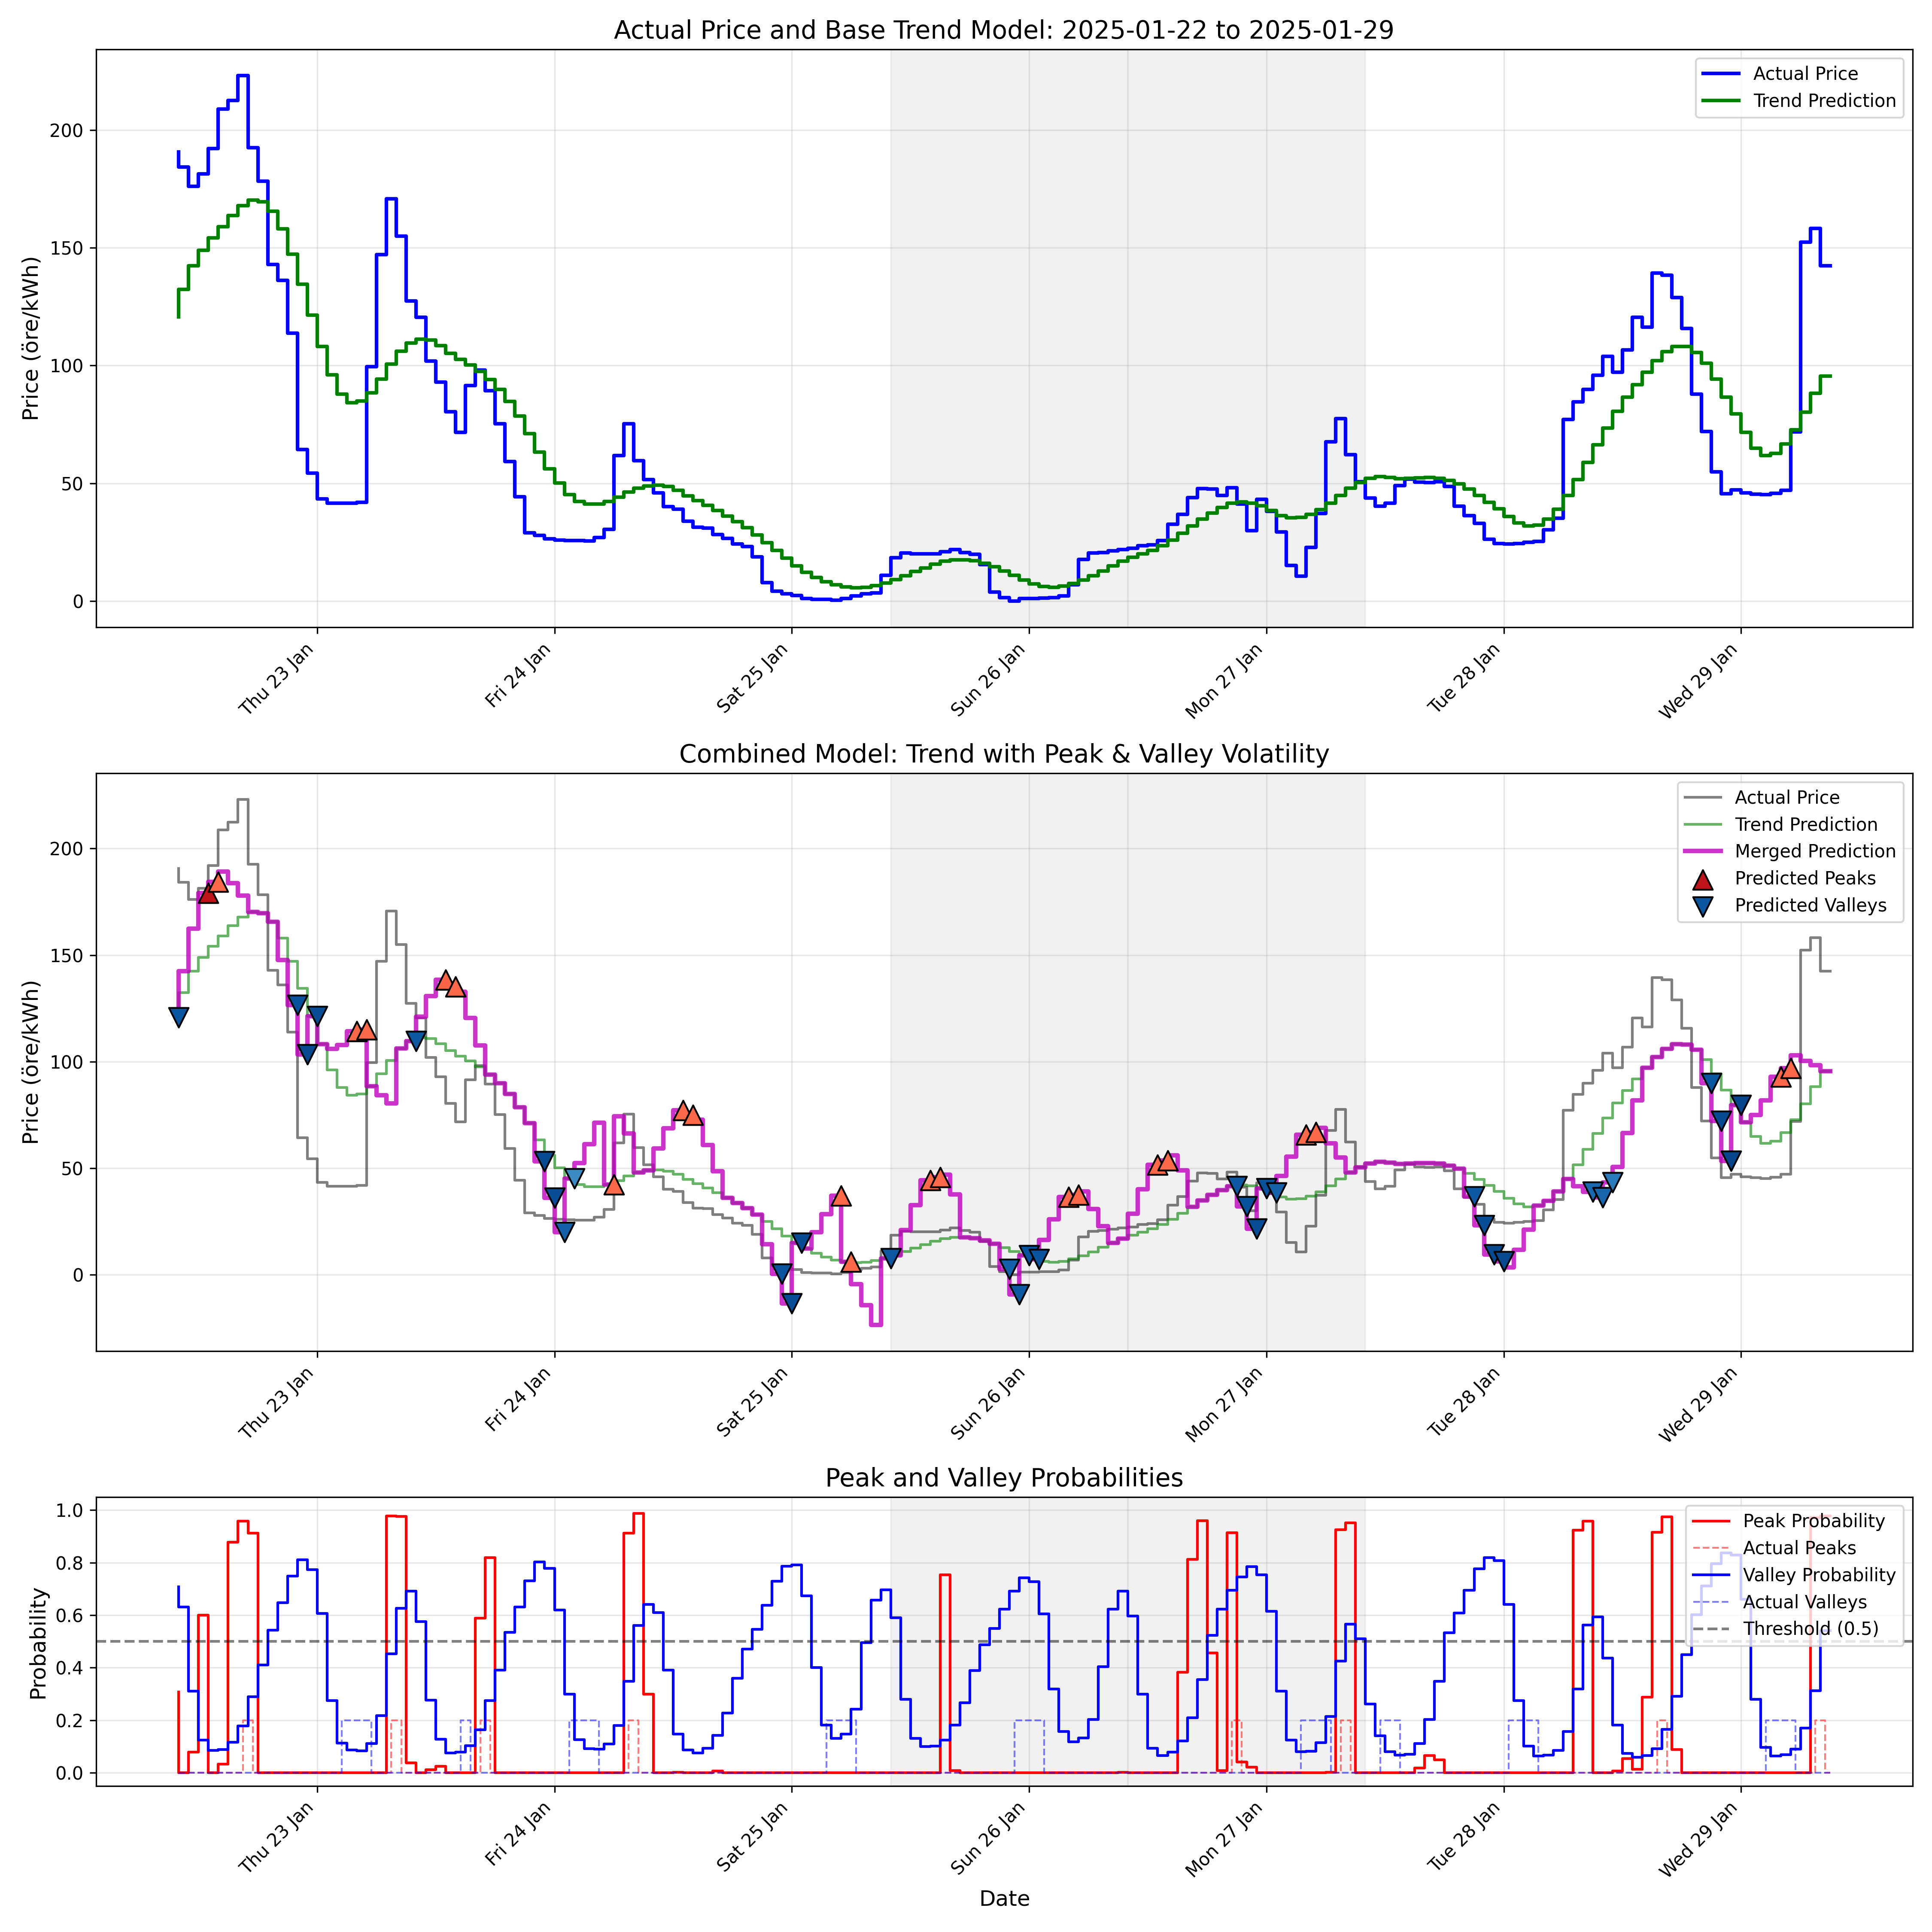 Actual Price and Base Trend Model: 2025-01-22 to 2025-01-29
Actual Price
Trend Prediction
Price (öre/kWh)
200
150
100
50
0
Thu 23 Jan
Fri 24 Jan
Sat 25 Jan
Sun 26 Jan
Mon 27 Jan
Tue 28 Jan
Wed 29 Jan
Combined Model: Trend with Peak & Valley Volatility
Actual Price
Trend Prediction
Merged Prediction
Predicted Peaks
Predicted Valleys
Price (öre/kWh)
200
150
100
50
0
Thu 23 Jan
Fri 24 Jan
Sat 25 Jan
Sun 26 Jan
Mon 27 Jan
Tue 28 Jan
Wed 29 Jan
Peak and Valley Probabilities
Peak Probability
Actual Peaks
Valley Probability
Actual Valleys
Threshold (0.5)
Probability
1.0
0.8
0.6
0.4
0.2
0.0
Thu 23 Jan
Fri 24 Jan
Sat 25 Jan
Sun 26 Jan
Mon 27 Jan
Tue 28 Jan
Wed 29 Jan
Date